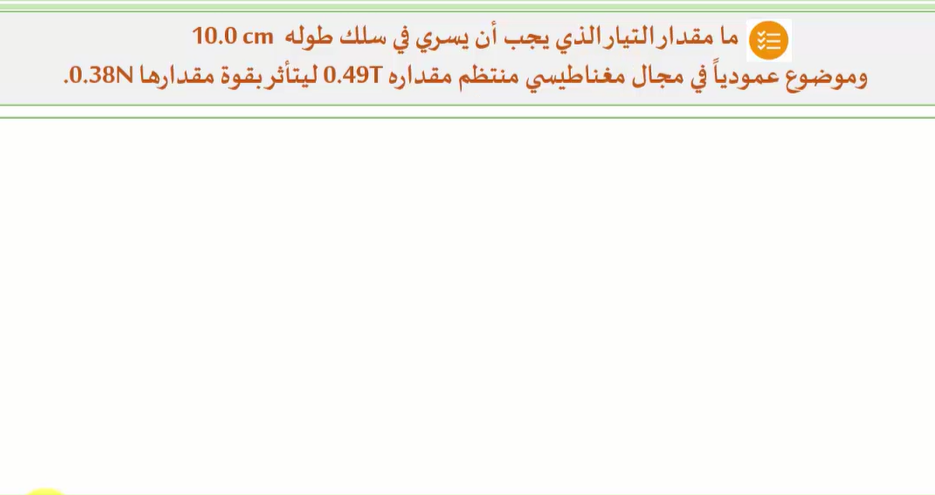 ما مقدار التيار الذي يجب أن يسري في سلك طوله 10.0 cm
وموضوع عمودياً في مجال مغناطيسي منتظم مقداره 0.49T ليتأثر بقوة مقدارها 0.38N.